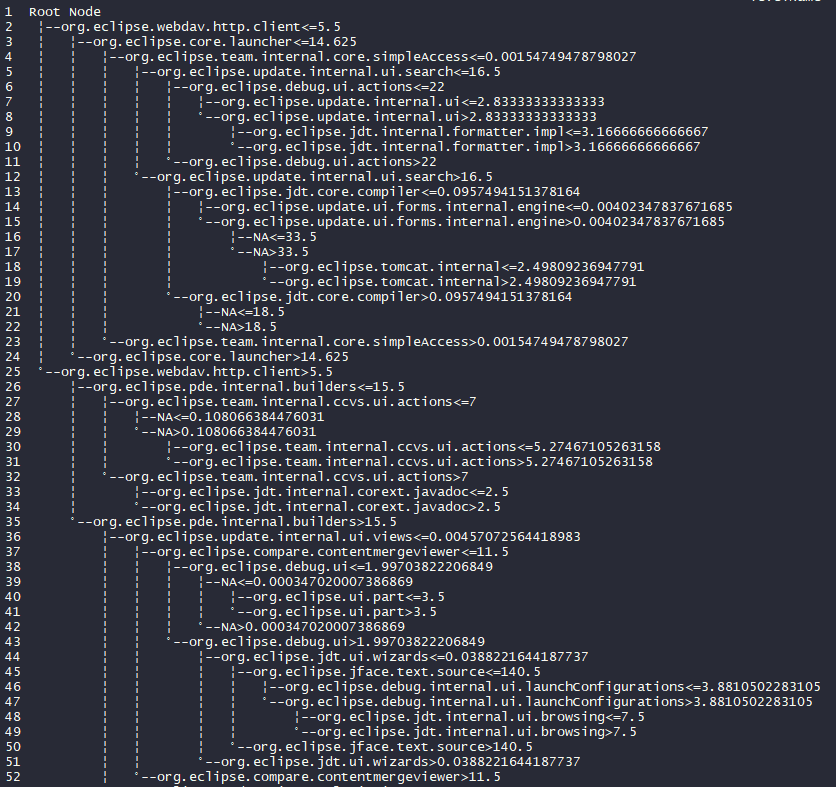 1 Root Node
2 ¦--org.eclipse.webdav.http.client<=5.5
3 ¦ ¦--org.eclipse.core.launcher<=14.625
4 ¦ ¦ ¦--org.eclipse.team.internal.core.simpleAccess<=0.00154749478798027
5 ¦ ¦ ¦ ¦--org.eclipse.update.internal.ui.search<=16.5
6 ¦ ¦ ¦ ¦ ¦--org.eclipse.debug.ui.actions<=22
7 ¦ ¦ ¦ ¦ ¦ ¦--org.eclipse.update.internal.ui<=2.83333333333333
8 ¦ ¦ ¦ ¦ ¦ °--org.eclipse.update.internal.ui>2.83333333333333
9 ¦ ¦ ¦ ¦ ¦ ¦--org.eclipse.jdt.internal.formatter.impl<=3.16666666666667
10 ¦ ¦ ¦ ¦ ¦ °--org.eclipse.jdt.internal.formatter.impl>3.16666666666667
11 ¦ ¦ ¦ ¦ °--org.eclipse.debug.ui.actions>22
12 ¦ ¦ ¦ °--org.eclipse.update.internal.ui.search>16.5
13 ¦ ¦ ¦ ¦--org.eclipse.jdt.core.compiler<=0.0957494151378164
14 ¦ ¦ ¦ ¦ ¦--org.eclipse.update.ui.forms.internal.engine<=0.00402347837671685
15 ¦ ¦ ¦ ¦ °--org.eclipse.update.ui.forms.internal.engine>0.00402347837671685
16 ¦ ¦ ¦ ¦ ¦--NA<=33.5
17 ¦ ¦ ¦ ¦ °--NA>33.5
18 ¦ ¦ ¦ ¦ ¦--org.eclipse.tomcat.internal<=2.49809236947791
19 ¦ ¦ ¦ ¦ °--org.eclipse.tomcat.internal>2.49809236947791
20 ¦ ¦ ¦ °--org.eclipse.jdt.core.compiler>0.0957494151378164
21 ¦ ¦ ¦ ¦--NA<=18.5
22 ¦ ¦ ¦ °--NA>18.5
23 ¦ ¦ °--org.eclipse.team.internal.core.simpleAccess>0.00154749478798027
24 ¦ °--org.eclipse.core.launcher>14.625
25 °--org.eclipse.webdav.http.client>5.5
26 ¦--org.eclipse.pde.internal.builders<=15.5
27 ¦ ¦--org.eclipse.team.internal.ccvs.ui.actions<=7
28 ¦ ¦ ¦--NA<=0.108066384476031
29 ¦ ¦ °--NA>0.108066384476031
30 ¦ ¦ ¦--org.eclipse.team.internal.ccvs.ui.actions<=5.27467105263158
31 ¦ ¦ °--org.eclipse.team.internal.ccvs.ui.actions>5.27467105263158
32 ¦ °--org.eclipse.team.internal.ccvs.ui.actions>7
33 ¦ ¦--org.eclipse.jdt.internal.corext.javadoc<=2.5
34 ¦ °--org.eclipse.jdt.internal.corext.javadoc>2.5
35 °--org.eclipse.pde.internal.builders>15.5
36 ¦--org.eclipse.update.internal.ui.views<=0.00457072564418983
37 ¦ ¦--org.eclipse.compare.contentmergeviewer<=11.5
38 ¦ ¦ ¦--org.eclipse.debug.ui<=1.99703822206849
39 ¦ ¦ ¦ ¦--NA<=0.000347020007386869
40 ¦ ¦ ¦ ¦ ¦--org.eclipse.ui.part<=3.5
41 ¦ ¦ ¦ ¦ °--org.eclipse.ui.part>3.5
42 ¦ ¦ ¦ °--NA>0.000347020007386869
43 ¦ ¦ °--org.eclipse.debug.ui>1.99703822206849
44 ¦ ¦ ¦--org.eclipse.jdt.ui.wizards<=0.0388221644187737
45 ¦ ¦ ¦ ¦--org.eclipse.jface.text.source<=140.5
46 ¦ ¦ ¦ ¦ ¦--org.eclipse.debug.internal.ui.launchConfigurations<=3.8810502283105
47 ¦ ¦ ¦ ¦ °--org.eclipse.debug.internal.ui.launchConfigurations>3.8810502283105
48 ¦ ¦ ¦ ¦ ¦--org.eclipse.jdt.internal.ui.browsing<=7.5
49 ¦ ¦ ¦ ¦ °--org.eclipse.jdt.internal.ui.browsing>7.5
50 ¦ ¦ ¦ °--org.eclipse.jface.text.source>140.5
51 ¦ ¦ °--org.eclipse.jdt.ui.wizards>0.0388221644187737
52 ¦ °--org.eclipse.compare.contentmergeviewer>11.5